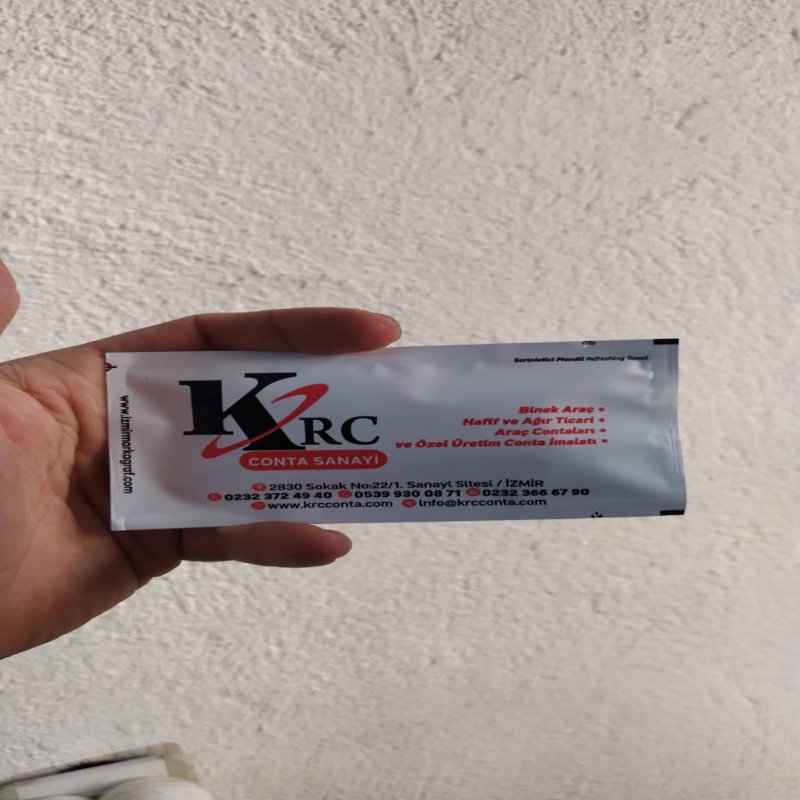 Serinletici Mendil Refreshing Towel
KRC
CONTA SANAYİ
Binek Araç •
Hafif ve Ağır Ticari •
Araç Contaları •
ve Özel Üretim Conta İmalatı •
2830 Sokak No:22/1. Sanayi Sitesi / İZMİR
0232 372 49 40 0539 930 08 71 0232 366 67 90
www.krcconta.com info@krcconta.com
www.izmirmarkagraf.com